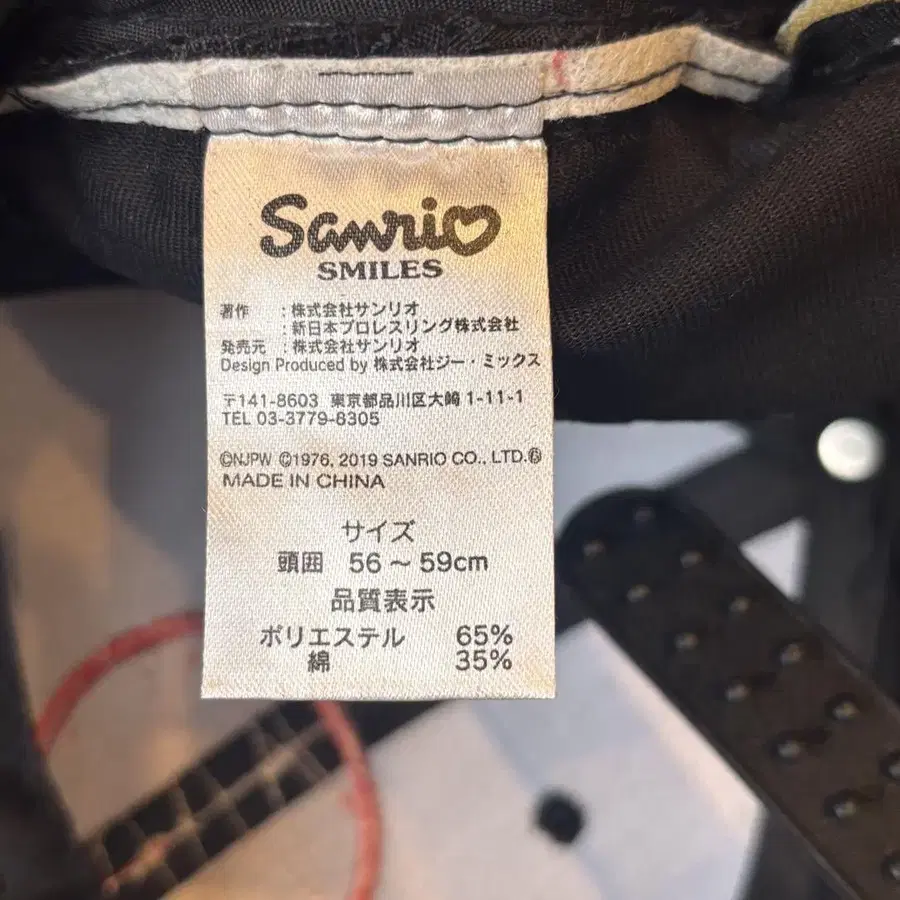 Sanrio
SMILES
著作 : 株式会社サンリオ
: 新日本プロレスリング株式会社
発売元 : 株式会社サンリオ
Design Produced by 株式会社ジー・ミックス
〒141-8603 東京都品川区大崎 1-11-1
TEL 03-3779-8305
©NJPW ©1976, 2019 SANRIO CO., LTD.Ⓖ
MADE IN CHINA
サイズ
頭囲 56 ~ 59cm
品質表示
ポリエステル 65%
綿 35%